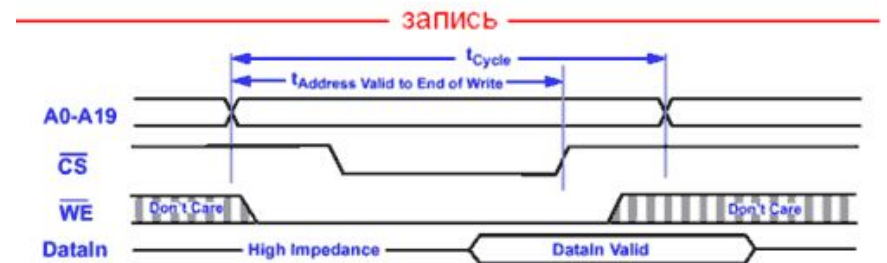 запись
tCycle
tAddress Valid to End of Write
A0-A19
CS
WE Don't Care Don't Care
DataIn High Impedance DataIn Valid